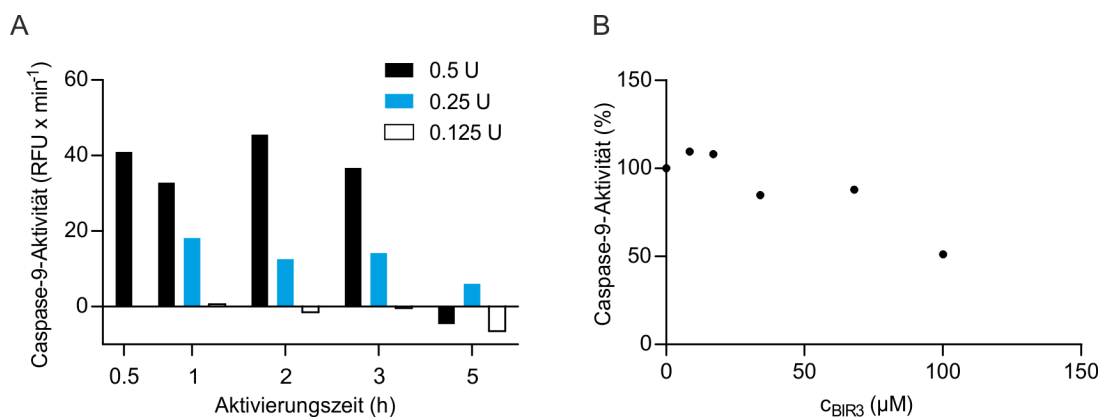 A
Caspase-9-Aktivität (RFU x min⁻¹)
60
40
20
0
0.5 U
0.25 U
0.125 U
0.5 1 2 3 5
Aktivierungszeit (h)
B
Caspase-9-Aktivität (%)
150
100
50
0
0 50 100 150
cBIR3 (µM)